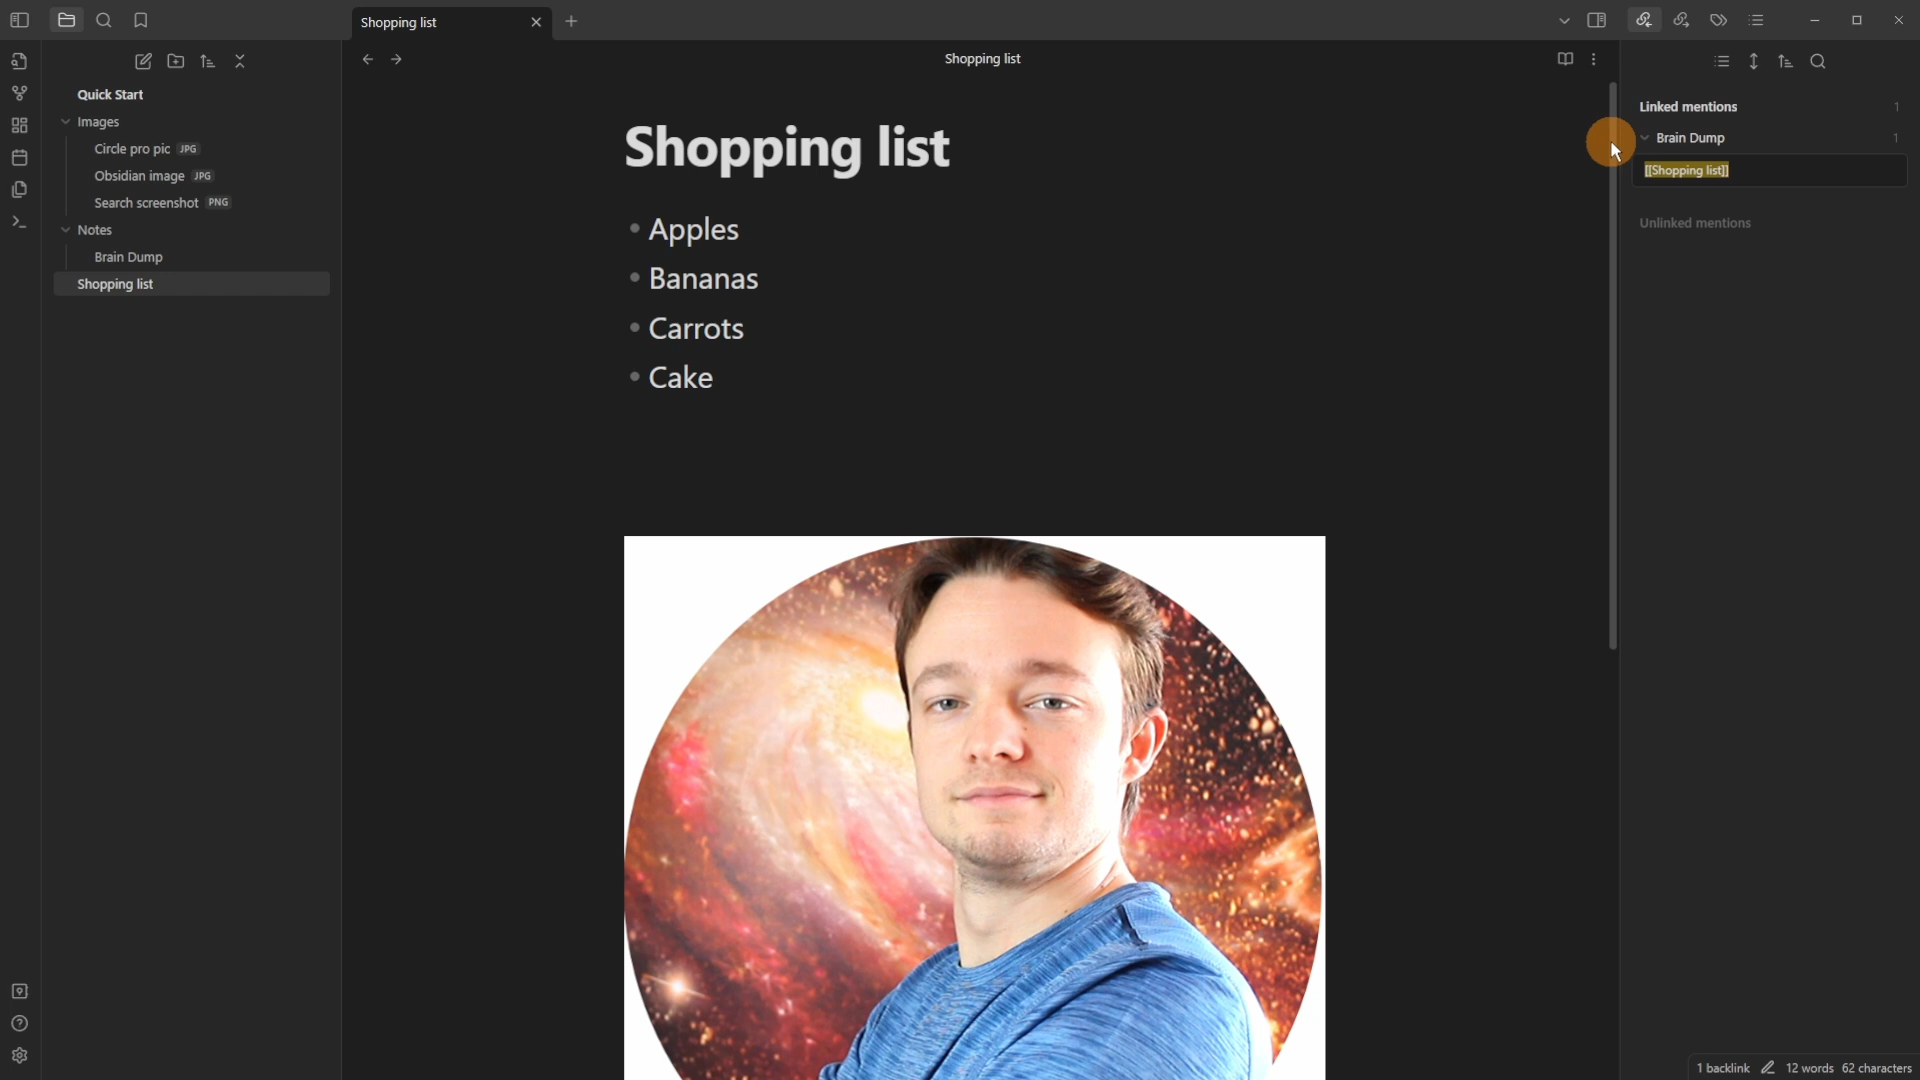 Shopping list
Shopping list
Quick Start
Images
Circle pro pic JPG
Obsidian image JPG
Search screenshot PNG
Notes
Brain Dump
Shopping list
Shopping list
Apples
Bananas
Carrots
Cake
Linked mentions 1
Brain Dump 1
[[Shopping list]]
Unlinked mentions
1 backlink 12 words 62 characters